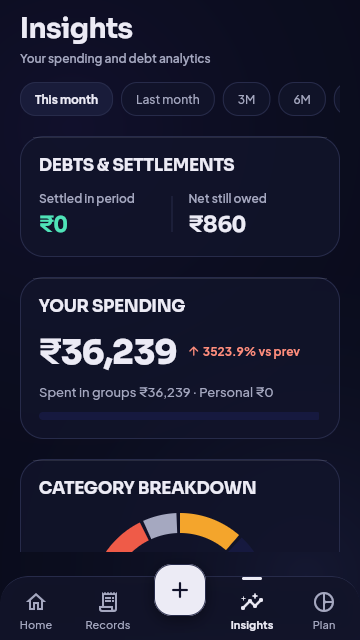 Insights
Your spending and debt analytics
This month Last month 3M 6M
DEBTS & SETTLEMENTS
Settled in period Net still owed
₹0 ₹860
YOUR SPENDING
₹36,239 ↑ 3523.9% vs prev
Spent in groups ₹36,239 · Personal ₹0
CATEGORY BREAKDOWN
+
Home Records Insights Plan